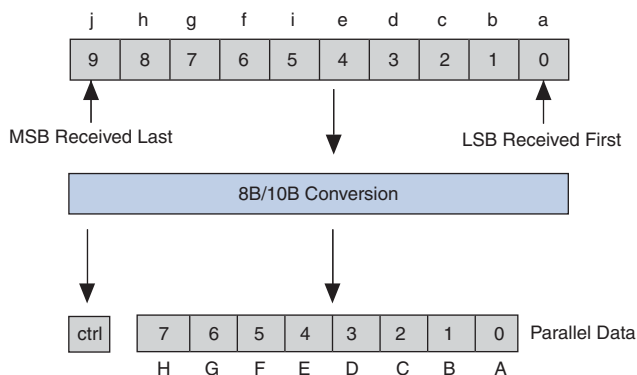 j h g f i e d c b a
9 8 7 6 5 4 3 2 1 0
MSB Received Last LSB Received First
8B/10B Conversion
ctrl 7 6 5 4 3 2 1 0 Parallel Data
H G F E D C B A